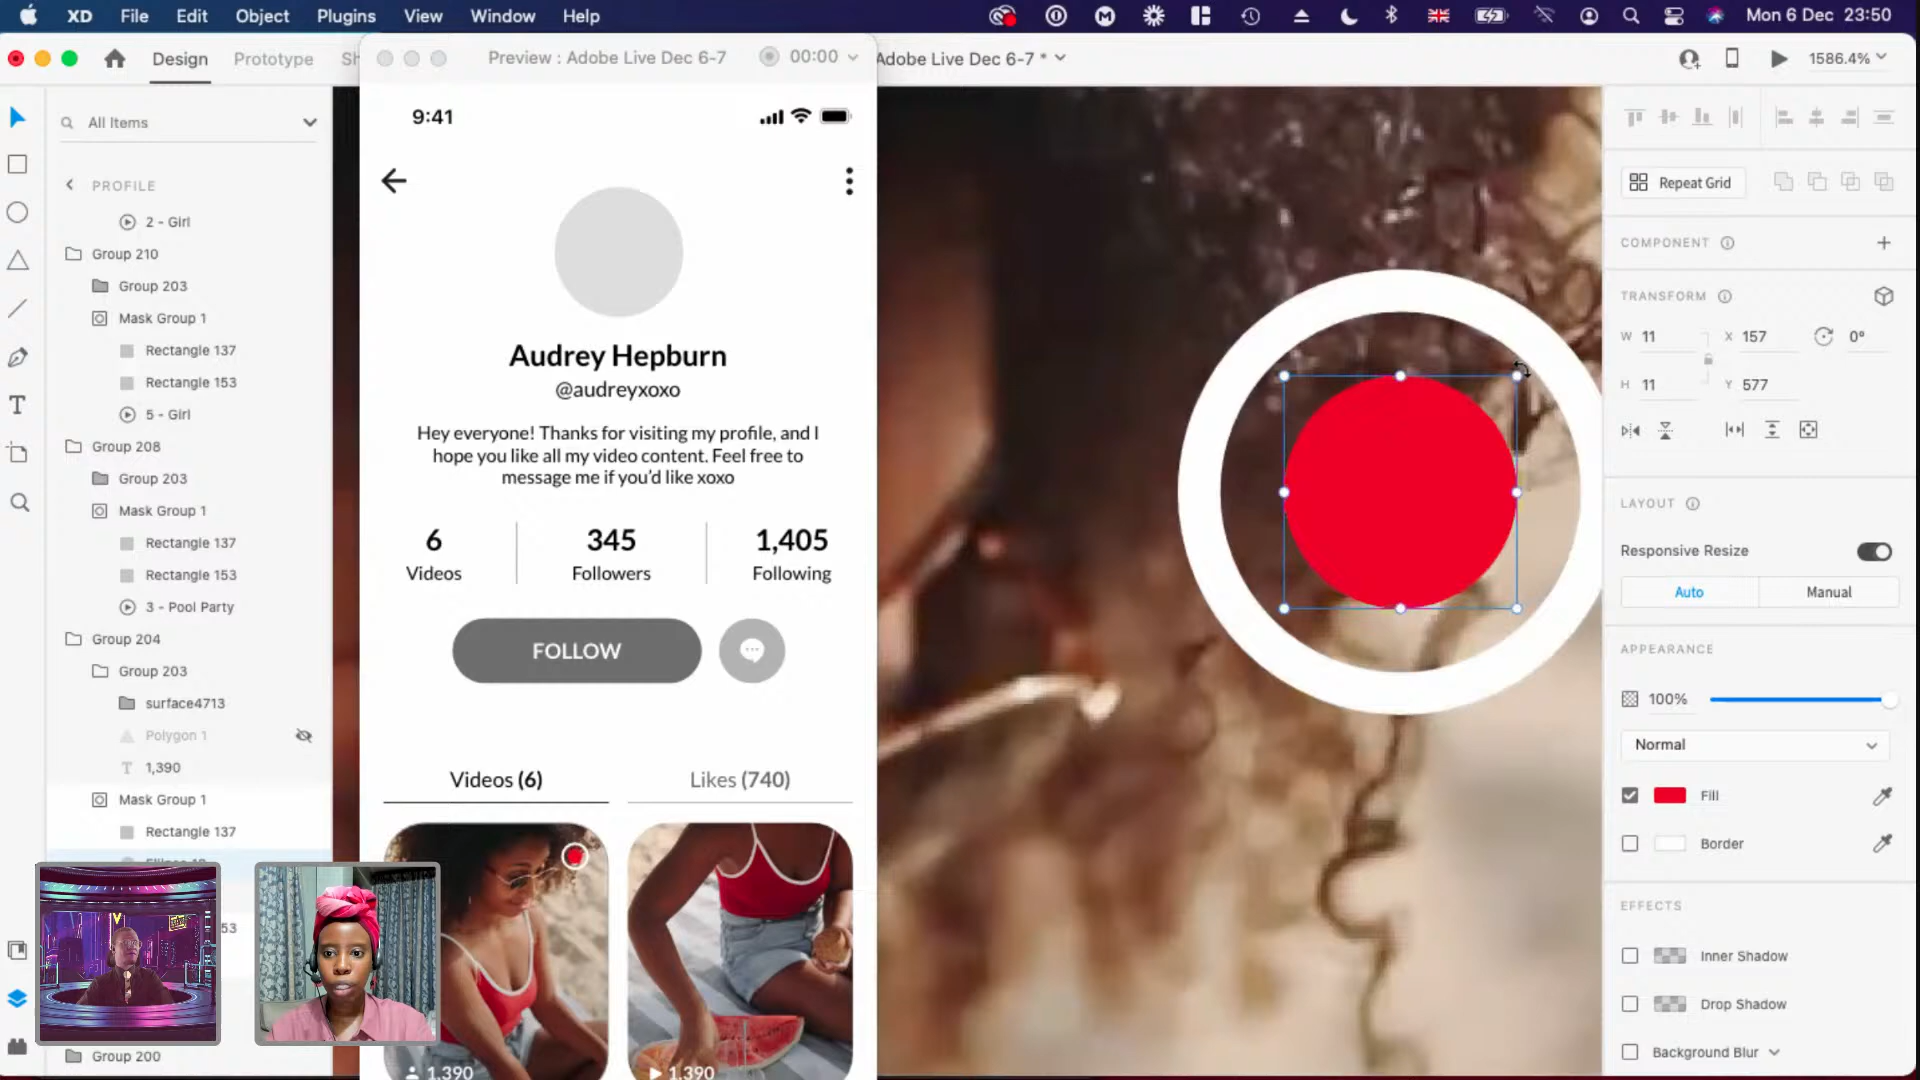 XD File Edit Object Plugins View Window Help
Mon 6 Dec 23:50
Design Prototype Sh
Preview : Adobe Live Dec 6-7
00:00
Adobe Live Dec 6-7 *
1586.4%
All Items
PROFILE
2 - Girl
Group 210
Group 203
Mask Group 1
Rectangle 137
Rectangle 153
5 - Girl
Group 208
Group 203
Mask Group 1
Rectangle 137
Rectangle 153
3 - Pool Party
Group 204
Group 203
surface4713
Polygon 1
T 1,390
Mask Group 1
Rectangle 137
53
Group 200
9:41
Audrey Hepburn
@audreyxoxo
Hey everyone! Thanks for visiting my profile, and I
hope you like all my video content. Feel free to
message me if you'd like xoxo
6 345 1,405
Videos Followers Following
FOLLOW
Videos (6) Likes (740)
1,390 1,390
Repeat Grid
COMPONENT
TRANSFORM
W 11 X 157 0°
H 11 Y 577
LAYOUT
Responsive Resize
Auto Manual
APPEARANCE
100%
Normal
Fill
Border
EFFECTS
Inner Shadow
Drop Shadow
Background Blur